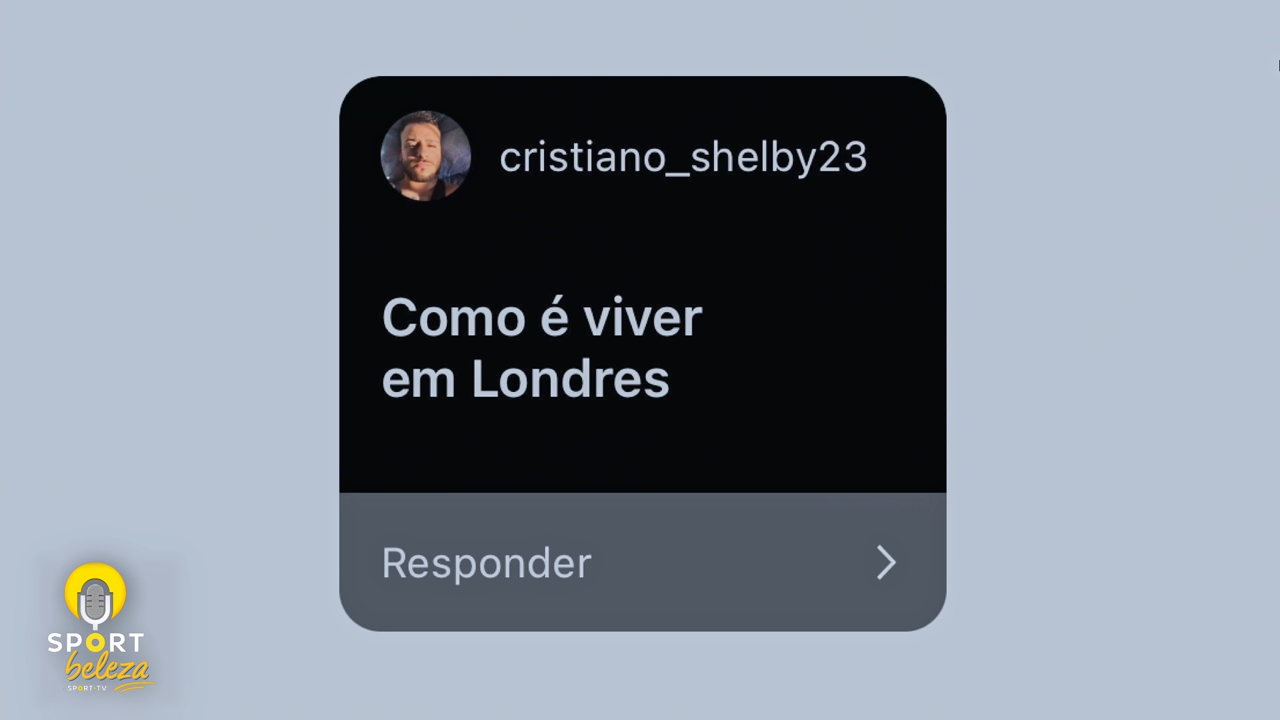 cristiano_shelby23
Como é viver
em Londres
Responder
SPORT
beleza
SPORT·TV